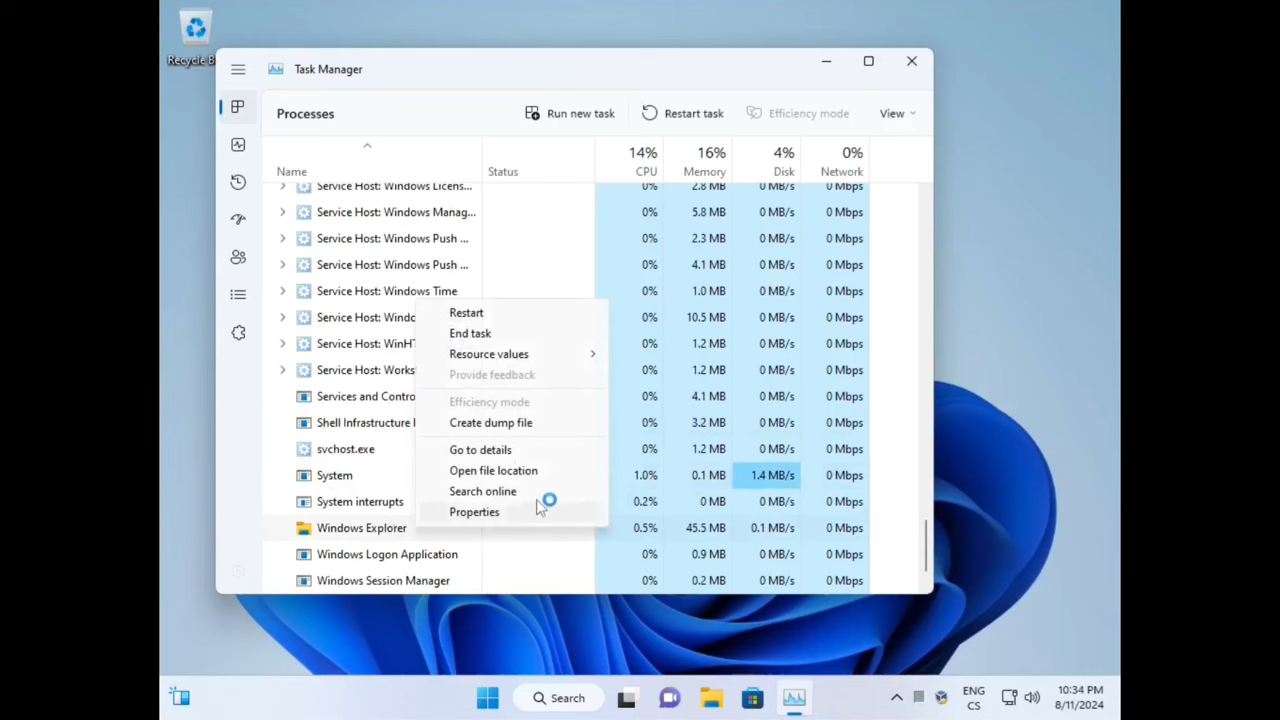 Recycle B
Task Manager
Processes
Run new task
Restart task
Efficiency mode
View
14%
16%
4%
0%
Name
Status
CPU
Memory
Disk
Network
Service Host: Windows Licens... 0% 2.8 MB 0 MB/s 0 Mbps
Service Host: Windows Manag... 0% 5.8 MB 0 MB/s 0 Mbps
Service Host: Windows Push ... 0% 2.3 MB 0 MB/s 0 Mbps
Service Host: Windows Push ... 0% 4.1 MB 0 MB/s 0 Mbps
Service Host: Windows Time 0% 1.0 MB 0 MB/s 0 Mbps
Service Host: Windo 0% 10.5 MB 0 MB/s 0 Mbps
Service Host: WinHT 0% 1.2 MB 0 MB/s 0 Mbps
Service Host: Works 0% 1.2 MB 0 MB/s 0 Mbps
Services and Contro 0% 4.1 MB 0 MB/s 0 Mbps
Shell Infrastructure 0% 3.2 MB 0 MB/s 0 Mbps
svchost.exe 0% 1.2 MB 0 MB/s 0 Mbps
System 1.0% 0.1 MB 1.4 MB/s 0 Mbps
System interrupts 0.2% 0 MB 0 MB/s 0 Mbps
Windows Explorer 0.5% 45.5 MB 0.1 MB/s 0 Mbps
Windows Logon Application 0% 0.9 MB 0 MB/s 0 Mbps
Windows Session Manager 0% 0.2 MB 0 MB/s 0 Mbps
Restart
End task
Resource values
Provide feedback
Efficiency mode
Create dump file
Go to details
Open file location
Search online
Properties
Search
ENG
CS
10:34 PM
8/11/2024